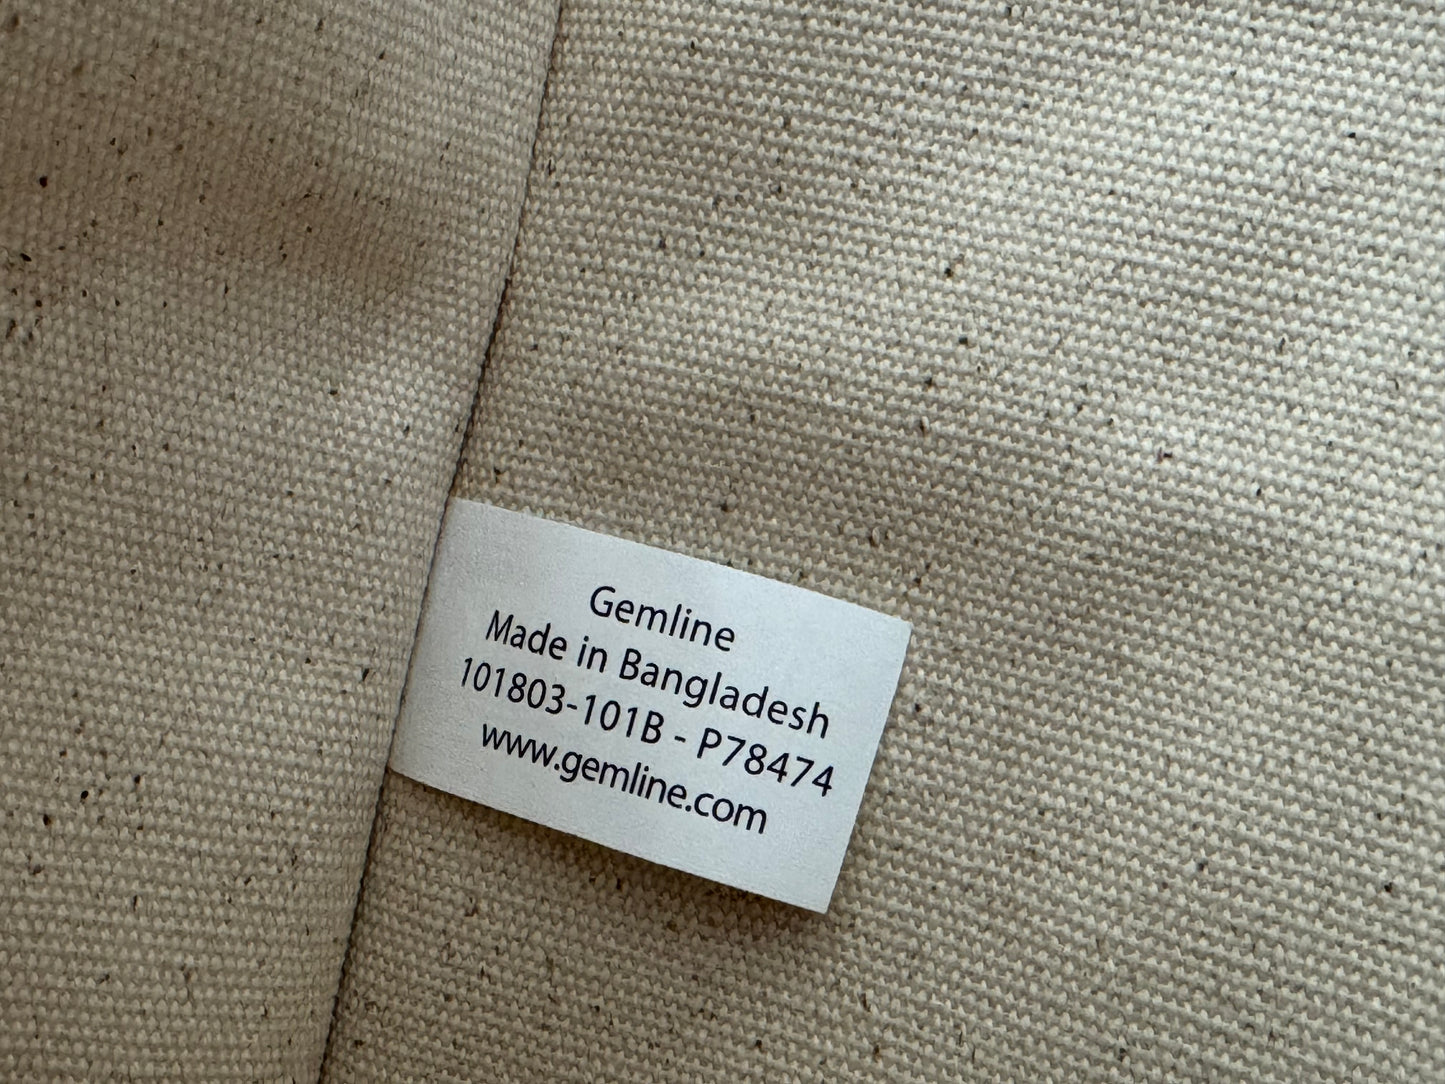 Gemline
Made in Bangladesh
101803-101B - P78474
www.gemline.com